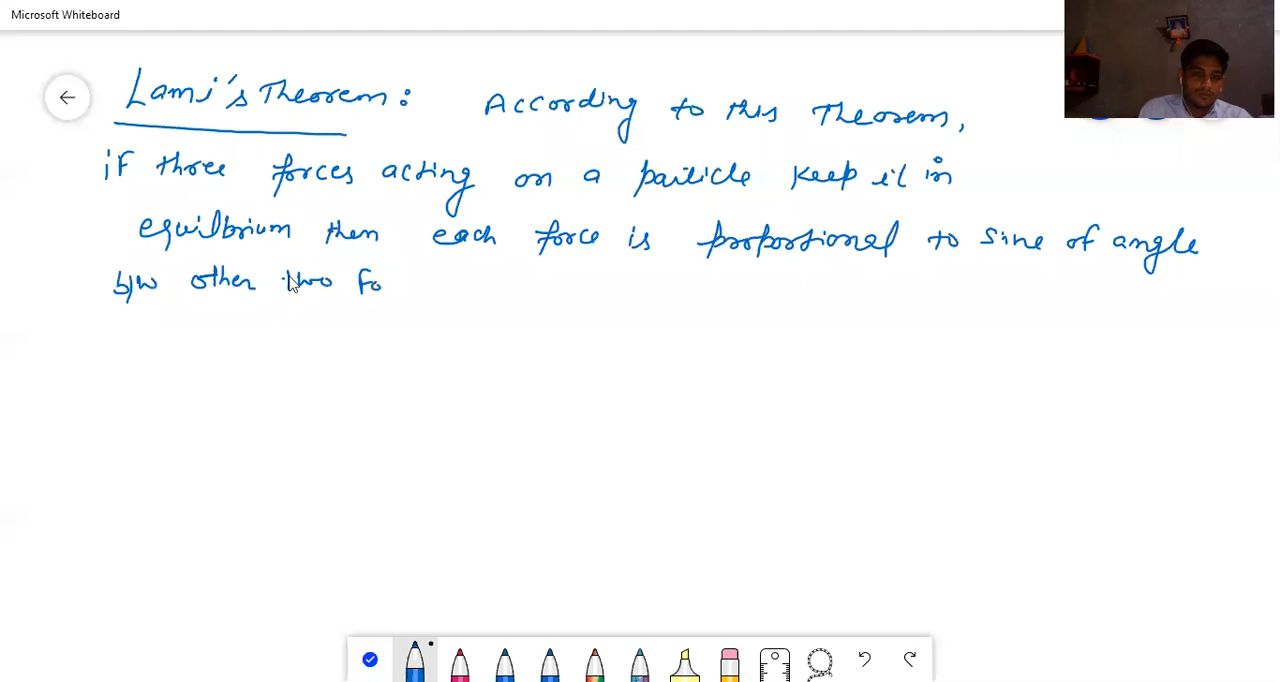 Microsoft Whiteboard
Lami's Theorem: According to this Theorem,
if three forces acting on a particle keep it in
equilbrium then each force is proportional to sine of angle
b/w other two fo